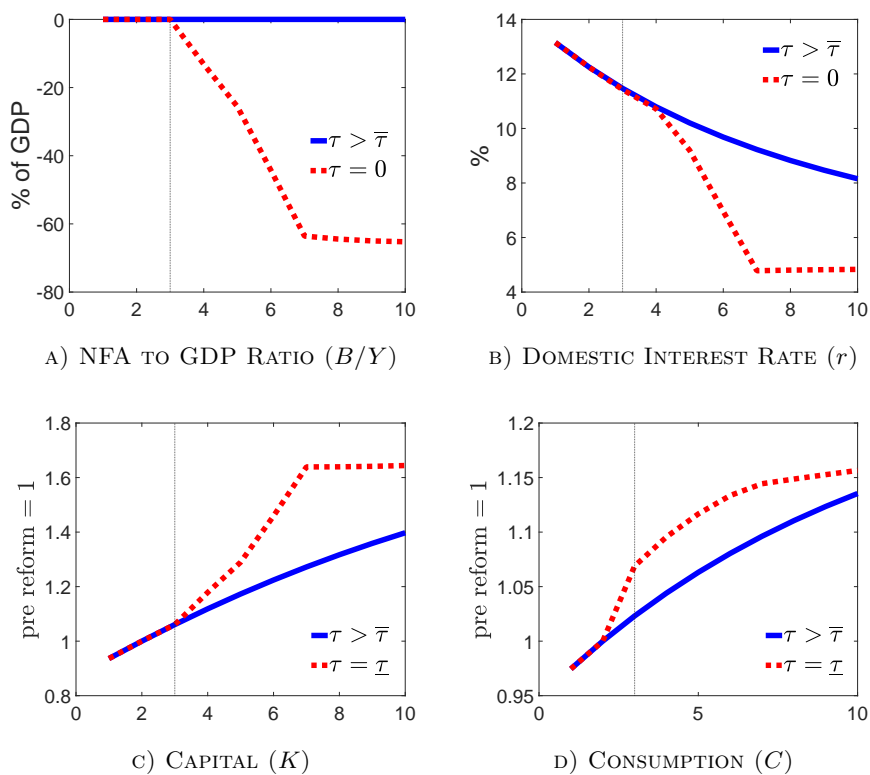 0
-20
-40
-60
-80
% of GDP
0 2 4 6 8 10
τ > τ̅
τ = 0
A) NFA TO GDP RATIO (B/Y)
14
12
10
8
6
4
%
0 2 4 6 8 10
τ > τ̅
τ = 0
B) DOMESTIC INTEREST RATE (r)
1.8
1.6
1.4
1.2
1
0.8
pre reform = 1
0 2 4 6 8 10
τ > τ̅
τ = τ̲
C) CAPITAL (K)
1.2
1.15
1.1
1.05
1
0.95
pre reform = 1
0 5 10
τ > τ̅
τ = τ̲
D) CONSUMPTION (C)